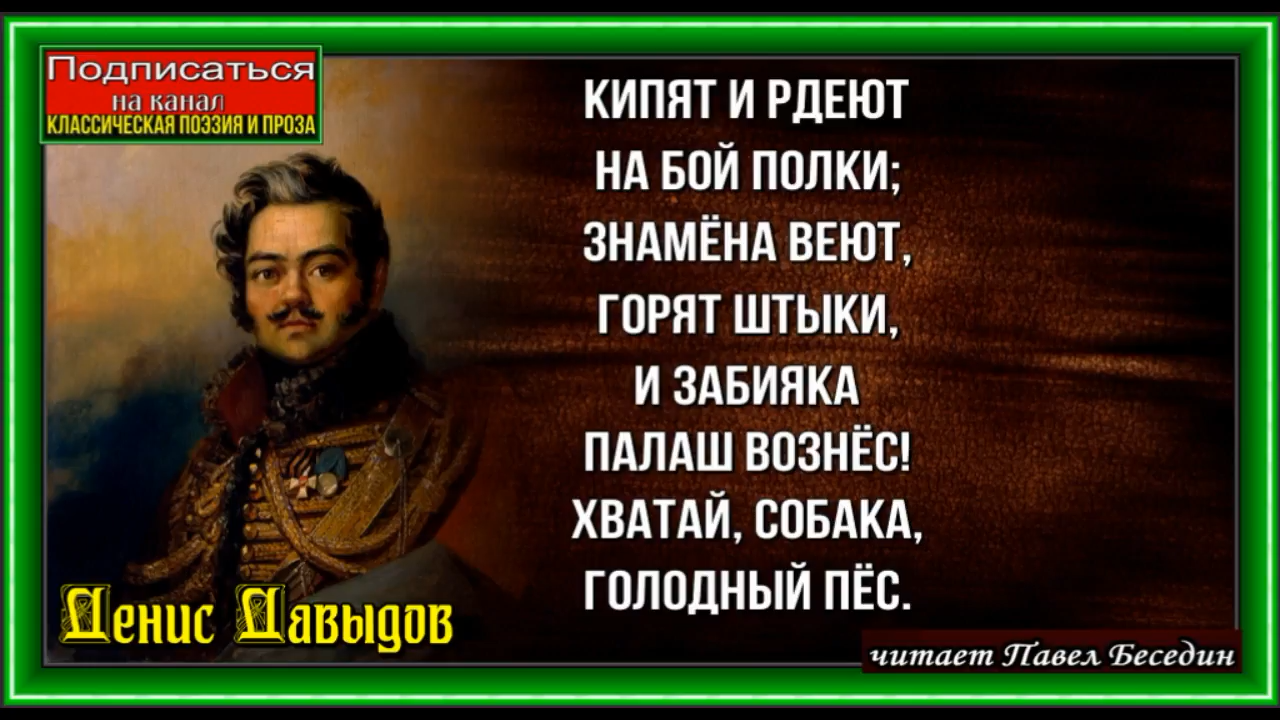 Подписаться
на канал
КЛАССИЧЕСКАЯ ПОЭЗИЯ И ПРОЗА
КИПЯТ И РДЕЮТ
НА БОЙ ПОЛКИ;
ЗНАМЁНА ВЕЮТ,
ГОРЯТ ШТЫКИ,
И ЗАБИЯКА
ПАЛАШ ВОЗНЁС!
ХВАТАЙ, СОБАКА,
ГОЛОДНЫЙ ПЁС.
Денис Давыдов
читает Павел Беседин